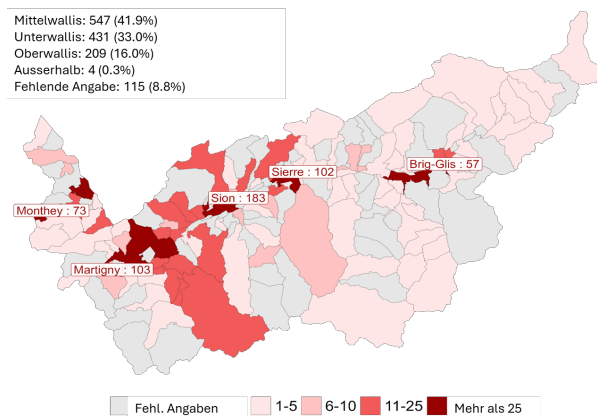 Mittelwallis: 547 (41.9%)
Unterwallis: 431 (33.0%)
Oberwallis: 209 (16.0%)
Ausserhalb: 4 (0.3%)
Fehlende Angabe: 115 (8.8%)
Brig-Glis : 57
Sierre : 102
Sion : 183
Monthey : 73
Martigny : 103
Fehl. Angaben 1-5 6-10 11-25 Mehr als 25